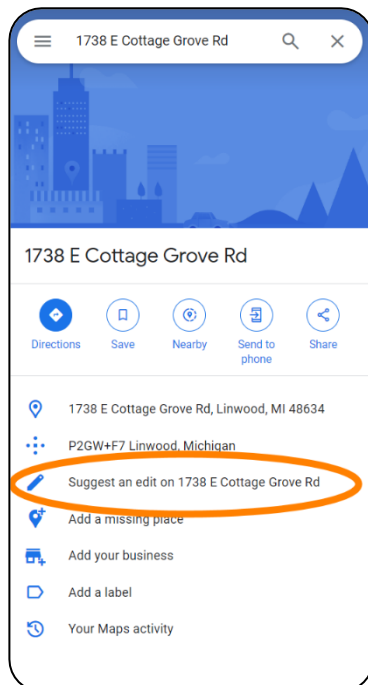 1738 E Cottage Grove Rd
1738 E Cottage Grove Rd
Directions
Save
Nearby
Send to
phone
Share
1738 E Cottage Grove Rd, Linwood, MI 48634
P2GW+F7 Linwood, Michigan
Suggest an edit on 1738 E Cottage Grove Rd
Add a missing place
Add your business
Add a label
Your Maps activity